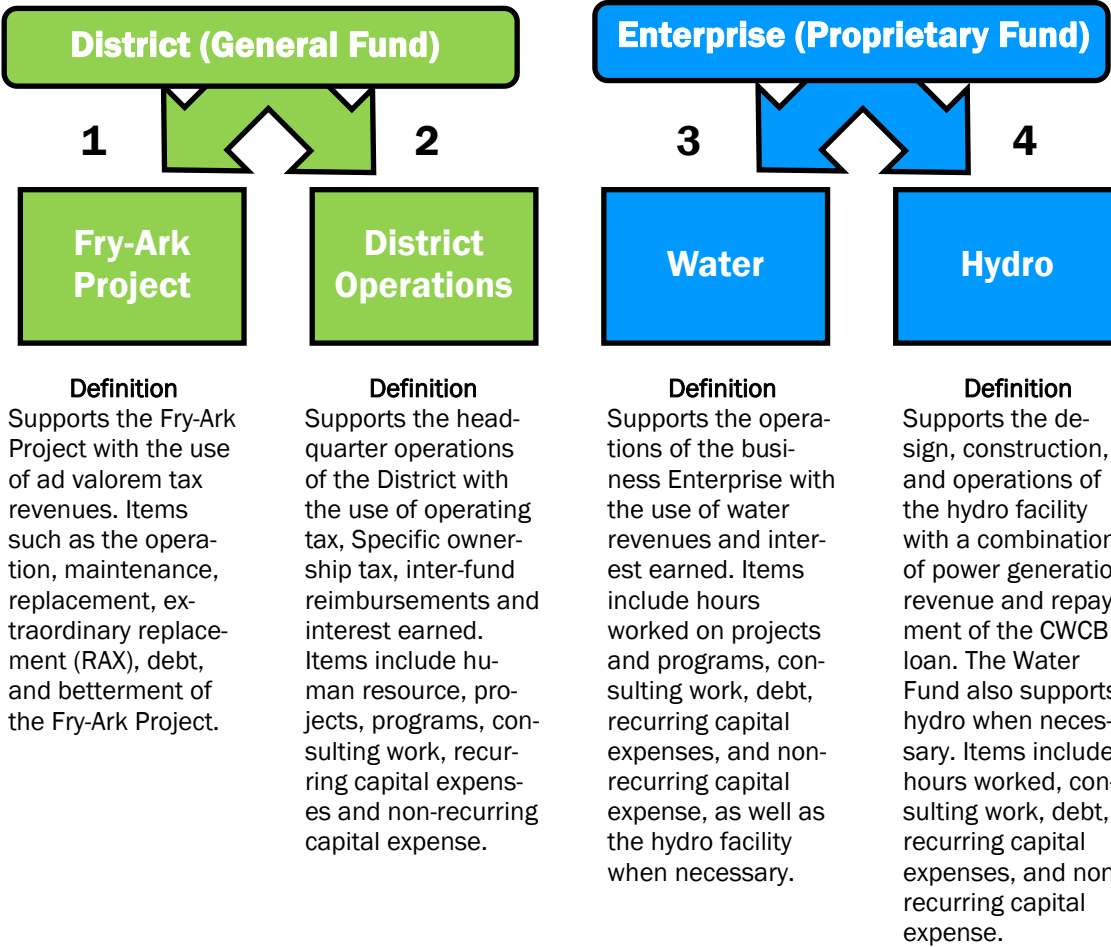 District (General Fund)
Enterprise (Proprietary Fund)
1
2
3
4
Fry-Ark
Project
District
Operations
Water
Hydro
Definition
Supports the Fry-Ark
Project with the use
of ad valorem tax
revenues. Items
such as the opera-
tion, maintenance,
replacement, ex-
traordinary replace-
ment (RAX), debt,
and betterment of
the Fry-Ark Project.
Definition
Supports the head-
quarter operations
of the District with
the use of operating
tax, Specific owner-
ship tax, inter-fund
reimbursements and
interest earned.
Items include hu-
man resource, pro-
jects, programs, con-
sulting work, recur-
ring capital expens-
es and non-recurring
capital expense.
Definition
Supports the opera-
tions of the busi-
ness Enterprise with
the use of water
revenues and inter-
est earned. Items
include hours
worked on projects
and programs, con-
sulting work, debt,
recurring capital
expenses, and non-
recurring capital
expense, as well as
the hydro facility
when necessary.
Definition
Supports the de-
sign, construction,
and operations of
the hydro facility
with a combination
of power generatio
revenue and repay
ment of the CWCB
loan. The Water
Fund also supports
hydro when neces-
sary. Items include
hours worked, con-
sulting work, debt,
recurring capital
expenses, and non
recurring capital
expense.